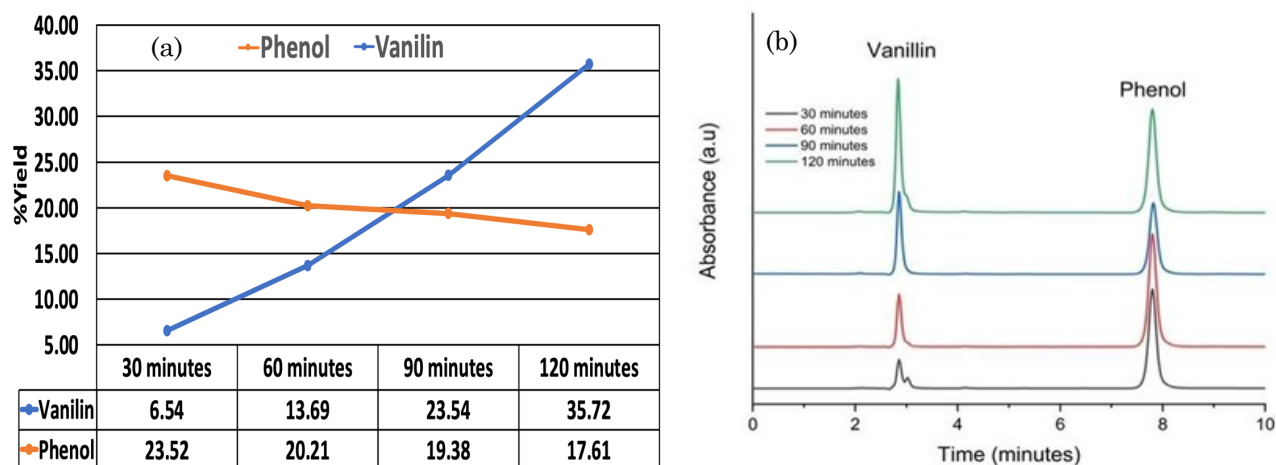 40.00
(a)
Phenol
Vanilin
35.00
30.00
25.00
20.00
15.00
10.00
5.00
%Yield
30 minutes 60 minutes 90 minutes 120 minutes
Vanilin 6.54 13.69 23.54 35.72
Phenol 23.52 20.21 19.38 17.61
(b)
Vanillin
Phenol
30 minutes
60 minutes
90 minutes
120 minutes
Absorbance (a.u)
0 2 4 6 8 10
Time (minutes)